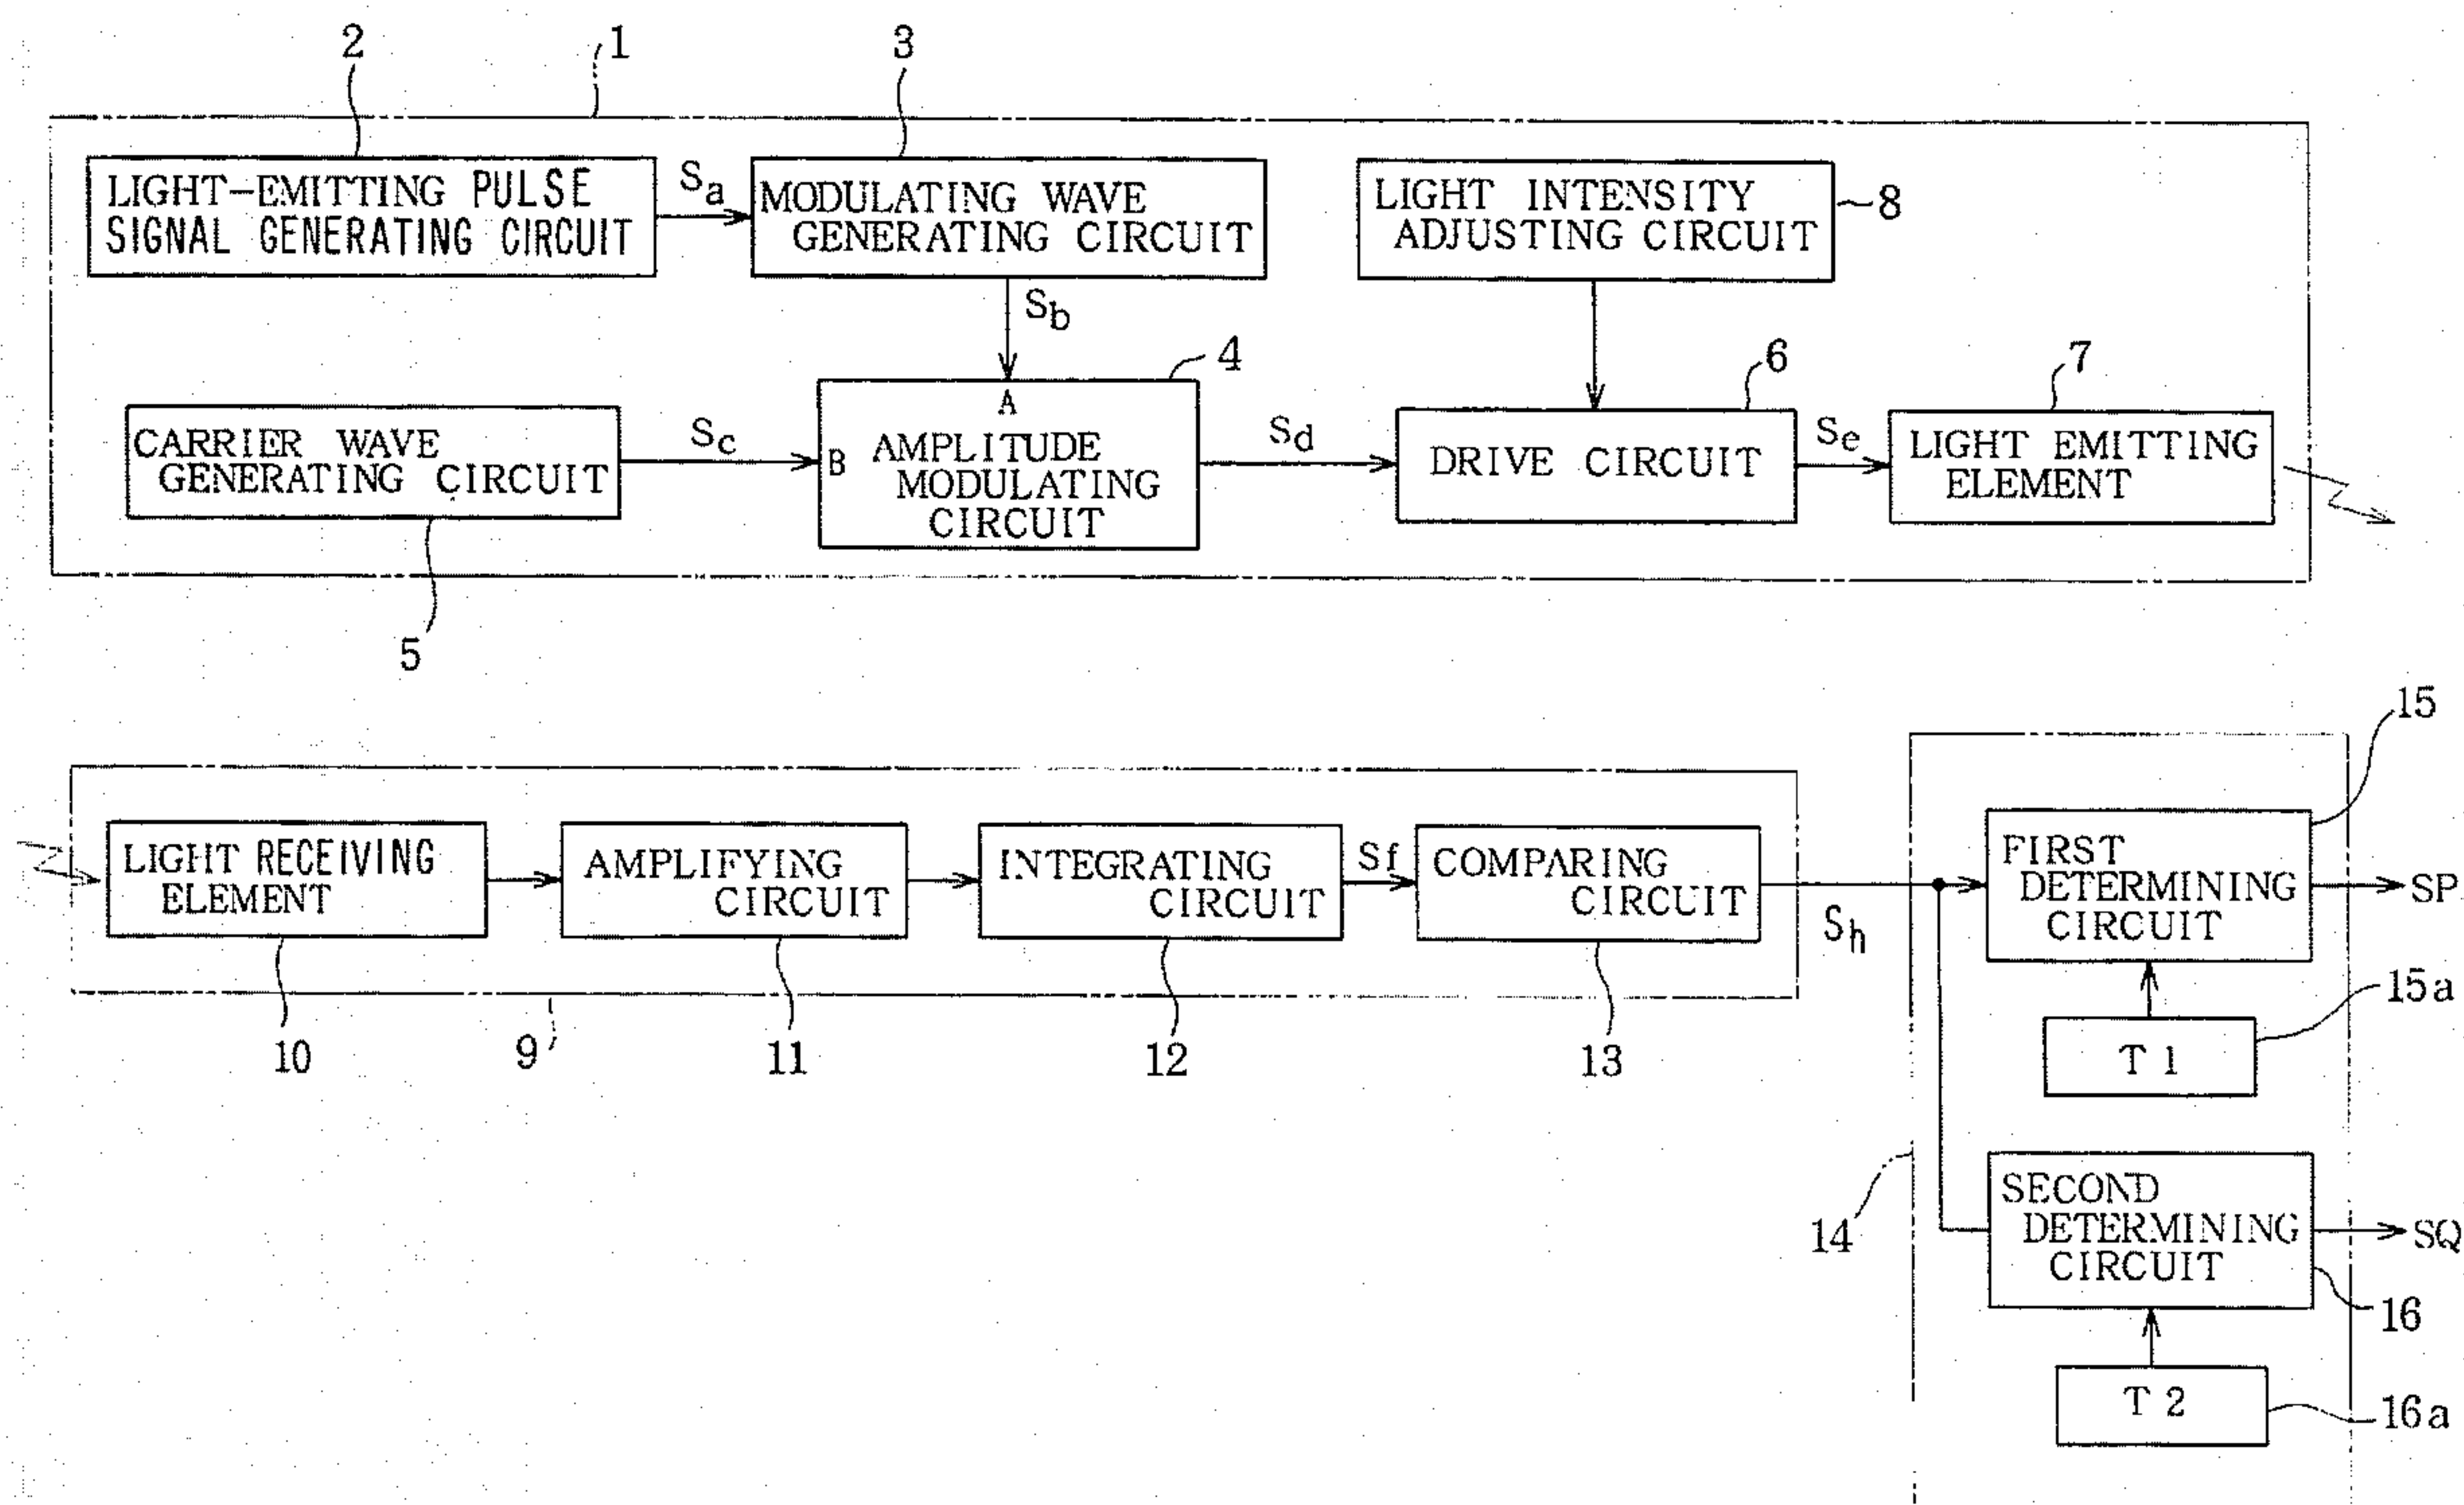 2
1
3
LIGHT-EMITTING PULSE
SIGNAL GENERATING CIRCUIT
Sa
MODULATING WAVE
GENERATING CIRCUIT
LIGHT INTENSITY
ADJUSTING CIRCUIT
8
Sb
4
6
7
CARRIER WAVE
GENERATING CIRCUIT
Sc
A
B
AMPLITUDE
MODULATING
CIRCUIT
Sd
DRIVE CIRCUIT
Se
LIGHT EMITTING
ELEMENT
5
15
LIGHT RECEIVING
ELEMENT
AMPLIFYING
CIRCUIT
INTEGRATING
CIRCUIT
Sf
COMPARING
CIRCUIT
Sh
FIRST
DETERMINING
CIRCUIT
SP
10
9
11
12
13
15a
T1
14
SECOND
DETERMINING
CIRCUIT
SQ
16
T2
16a